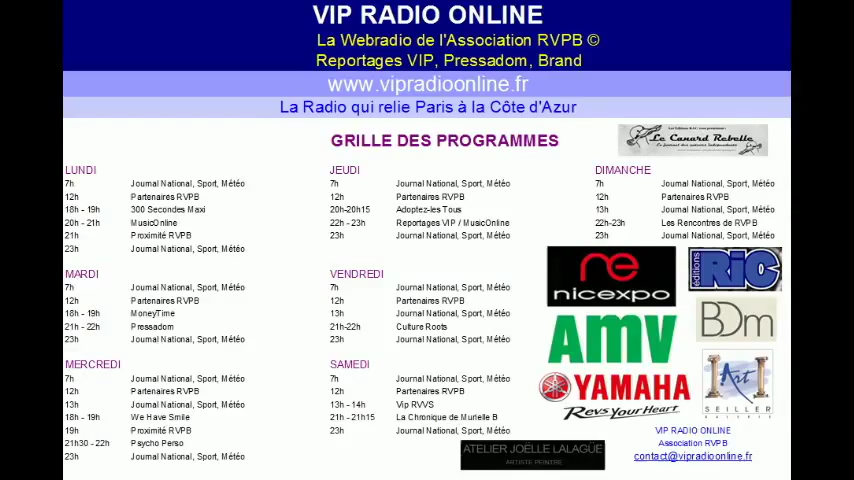 VIP RADIO ONLINE
La Webradio de l'Association RVPB ©
Reportages VIP, Pressadom, Brand
www.vipradioonline.fr
La Radio qui relie Paris à la Côte d'Azur
GRILLE DES PROGRAMMES
Le Canard Rebelle
LUNDI
7h Journal National, Sport, Météo
12h Partenaires RVPB
18h - 19h 300 Secondes Maxi
20h - 21h MusicOnline
21h Proximité RVPB
23h Journal National, Sport, Météo
MARDI
7h Journal National, Sport, Météo
12h Partenaires RVPB
18h - 19h MoneyTime
21h - 22h Pressadom
23h Journal National, Sport, Météo
MERCREDI
7h Journal National, Sport, Météo
12h Partenaires RVPB
13h Journal National, Sport, Météo
18h - 19h We Have Smile
19h Proximité RVPB
21h30 - 22h Psycho Perso
23h Journal National, Sport, Météo
JEUDI
7h Journal National, Sport, Météo
12h Partenaires RVPB
20h-20h15 Adoptez-les Tous
22h - 23h Reportages VIP / MusicOnline
23h Journal National, Sport, Météo
VENDREDI
7h Journal National, Sport, Météo
12h Partenaires RVPB
13h Journal National, Sport, Météo
21h-22h Culture Roots
23h Journal National, Sport, Météo
SAMEDI
7h Journal National, Sport, Météo
12h Partenaires RVPB
13h - 14h Vip RVVS
21h - 21h15 La Chronique de Murielle B
23h Journal National, Sport, Météo
DIMANCHE
7h Journal National, Sport, Météo
12h Partenaires RVPB
13h Journal National, Sport, Météo
22h-23h Les Rencontres de RVPB
23h Journal National, Sport, Météo
re
nicexpo
éditions
RIC
AMV
BDm
YAMAHA
Revs Your Heart
Art
SEILLER
ATELIER JOËLLE LALAGÜE
ARTISTE PEINTRE
VIP RADIO ONLINE
Association RVPB
contact@vipradioonline.fr